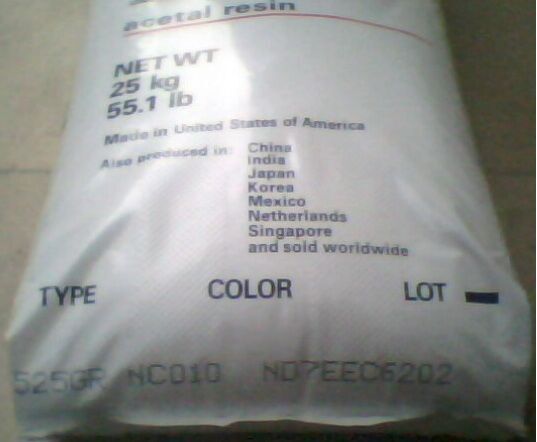 acetal resin
NET WT
25 kg
55.1 lb
Made in United States of America
Also produced in: China
India
Japan
Korea
Mexico
Netherlands
Singapore
and sold worldwide
TYPE COLOR LOT
525GR NC010 ND7EEC6202